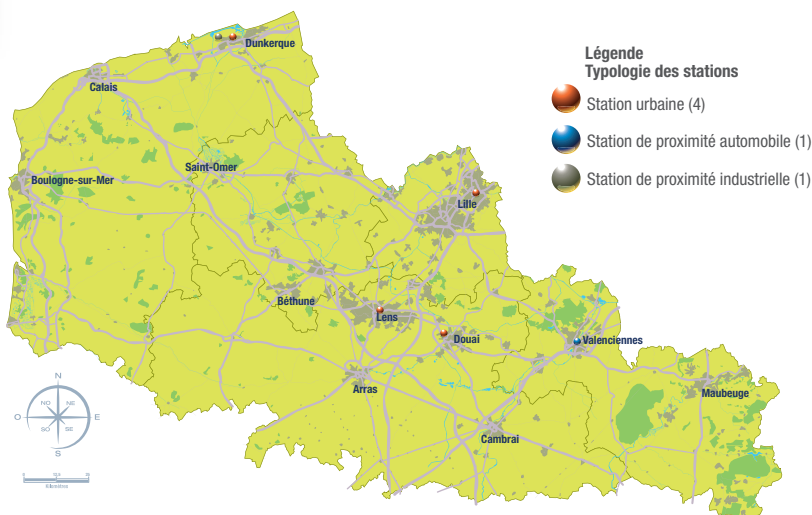 Légende
Typologie des stations
Station urbaine (4)
Station de proximité automobile (1)
Station de proximité industrielle (1)
Dunkerque
Calais
Saint-Omer
Boulogne-sur-Mer
Lille
Béthune
Lens
Douai
Valenciennes
Arras
Maubeuge
Cambrai
N
NO NE
O E
SO SE
S
Kilomètres